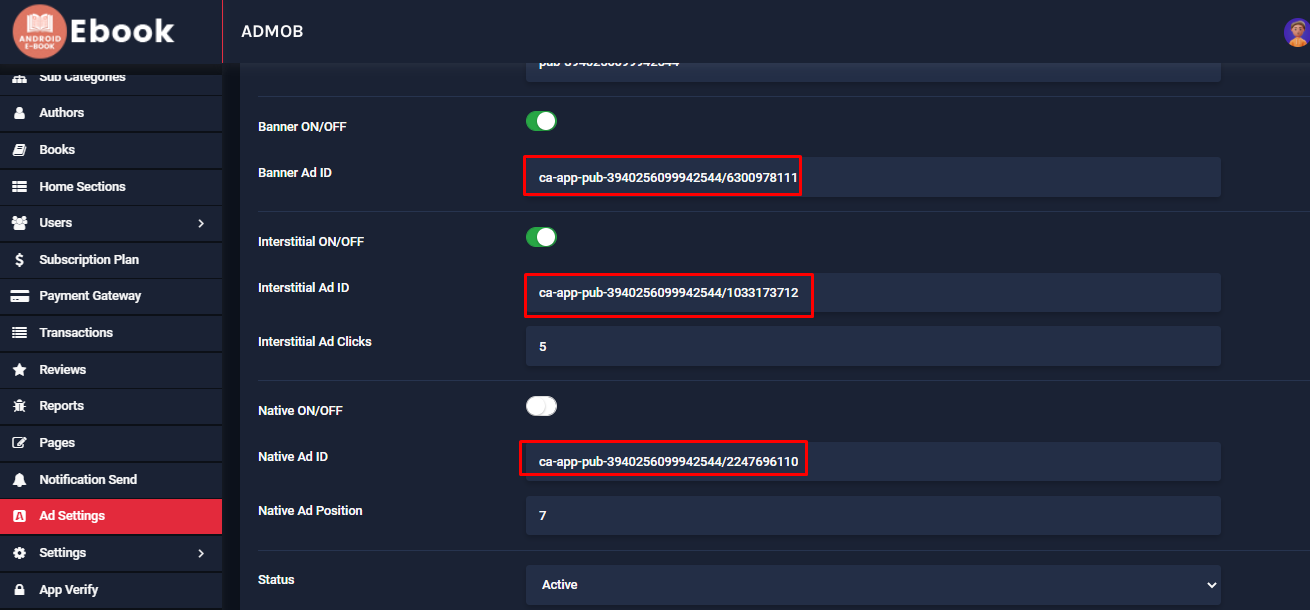 ANDROID
E-BOOK
Ebook
ADMOB
Sub Categories
Authors
Books
Home Sections
Users
Subscription Plan
Payment Gateway
Transactions
Reviews
Reports
Pages
Notification Send
Ad Settings
Settings
App Verify
pub-3940256099942544
Banner ON/OFF
Banner Ad ID
ca-app-pub-3940256099942544/6300978111
Interstitial ON/OFF
Interstitial Ad ID
ca-app-pub-3940256099942544/1033173712
Interstitial Ad Clicks
5
Native ON/OFF
Native Ad ID
ca-app-pub-3940256099942544/2247696110
Native Ad Position
7
Status
Active